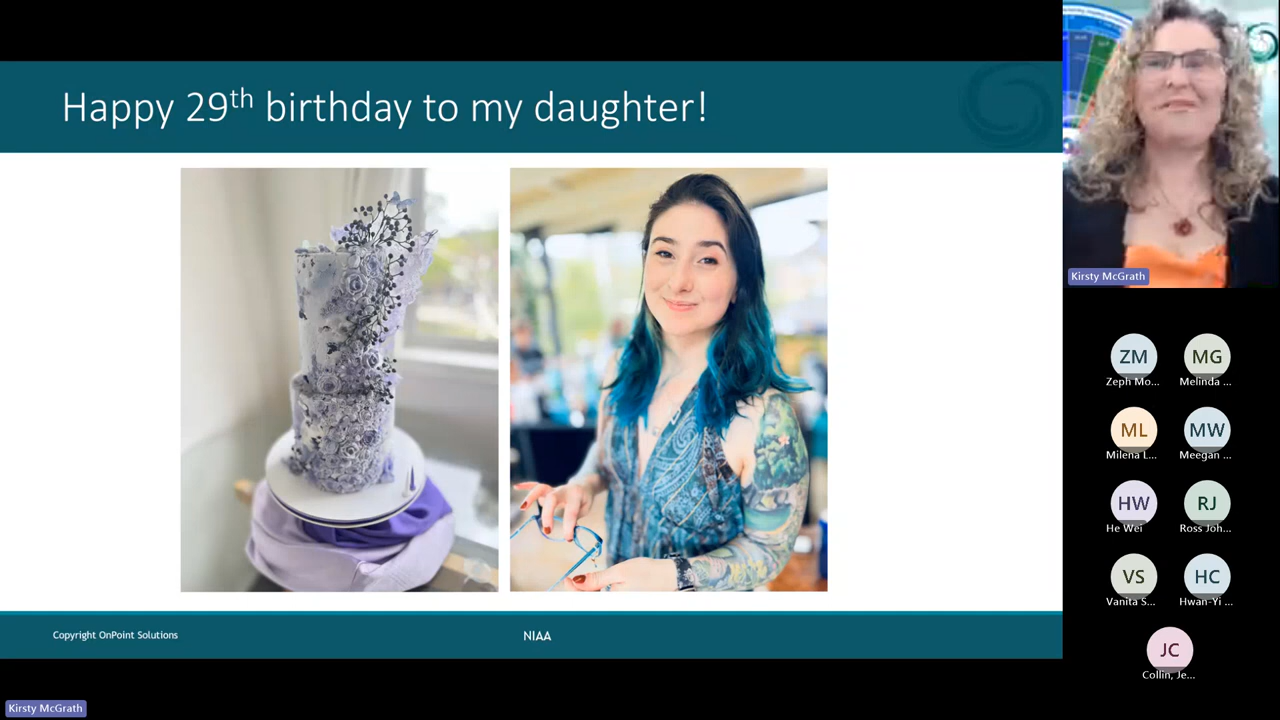 Happy 29th birthday to my daughter!
Copyright OnPoint Solutions
NIAA
Kirsty McGrath
Kirsty McGrath
ZM
MG
Zeph Mo...
Melinda ...
ML
MW
Milena L...
Meegan ...
HW
RJ
He Wei
Ross Joh...
VS
HC
Vanita S...
Hwan-Yi ...
JC
Collin, Je...